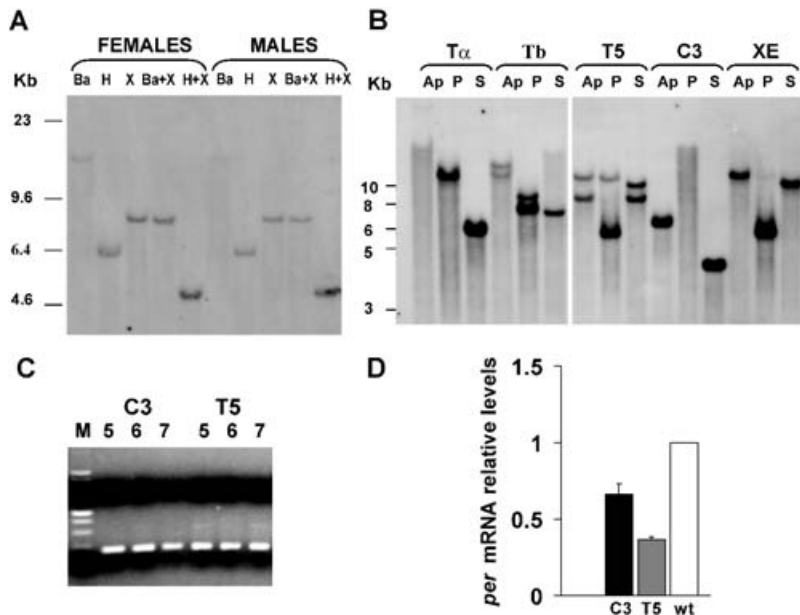 A
FEMALES MALES
Kb Ba H X Ba+X H+X Ba H X Ba+X H+X
23
9.6
6.4
4.6
B
Tα Tb T5 C3 XE
Kb Ap P S Ap P S Ap P S Ap P S Ap P S
10
8
6
5
3
C
C3 T5
M 5 6 7 5 6 7
D
per mRNA relative levels
1.5
1
0.5
0
C3 T5 wt